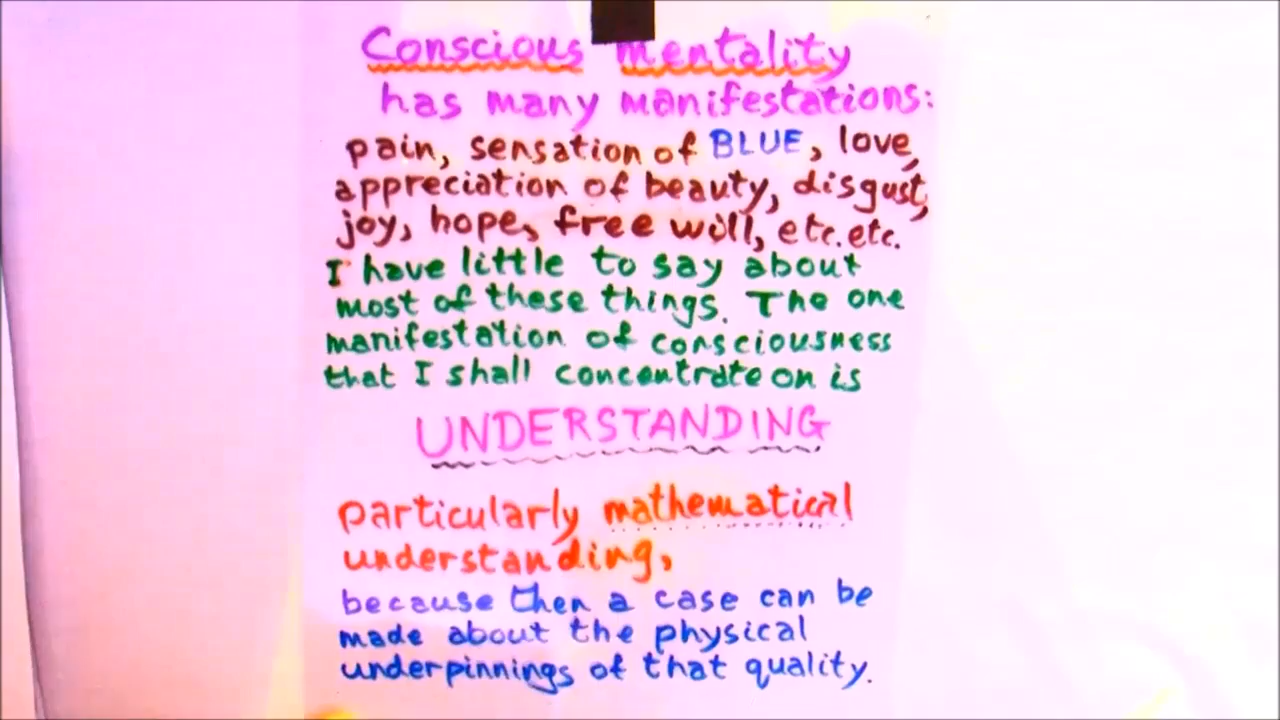 Conscious mentality
has many manifestations:
pain, sensation of BLUE, love,
appreciation of beauty, disgust,
joy, hope, free will, etc. etc.
I have little to say about
most of these things. The one
manifestation of consciousness
that I shall concentrate on is
UNDERSTANDING
particularly mathematical
understanding,
because then a case can be
made about the physical
underpinnings of that quality.